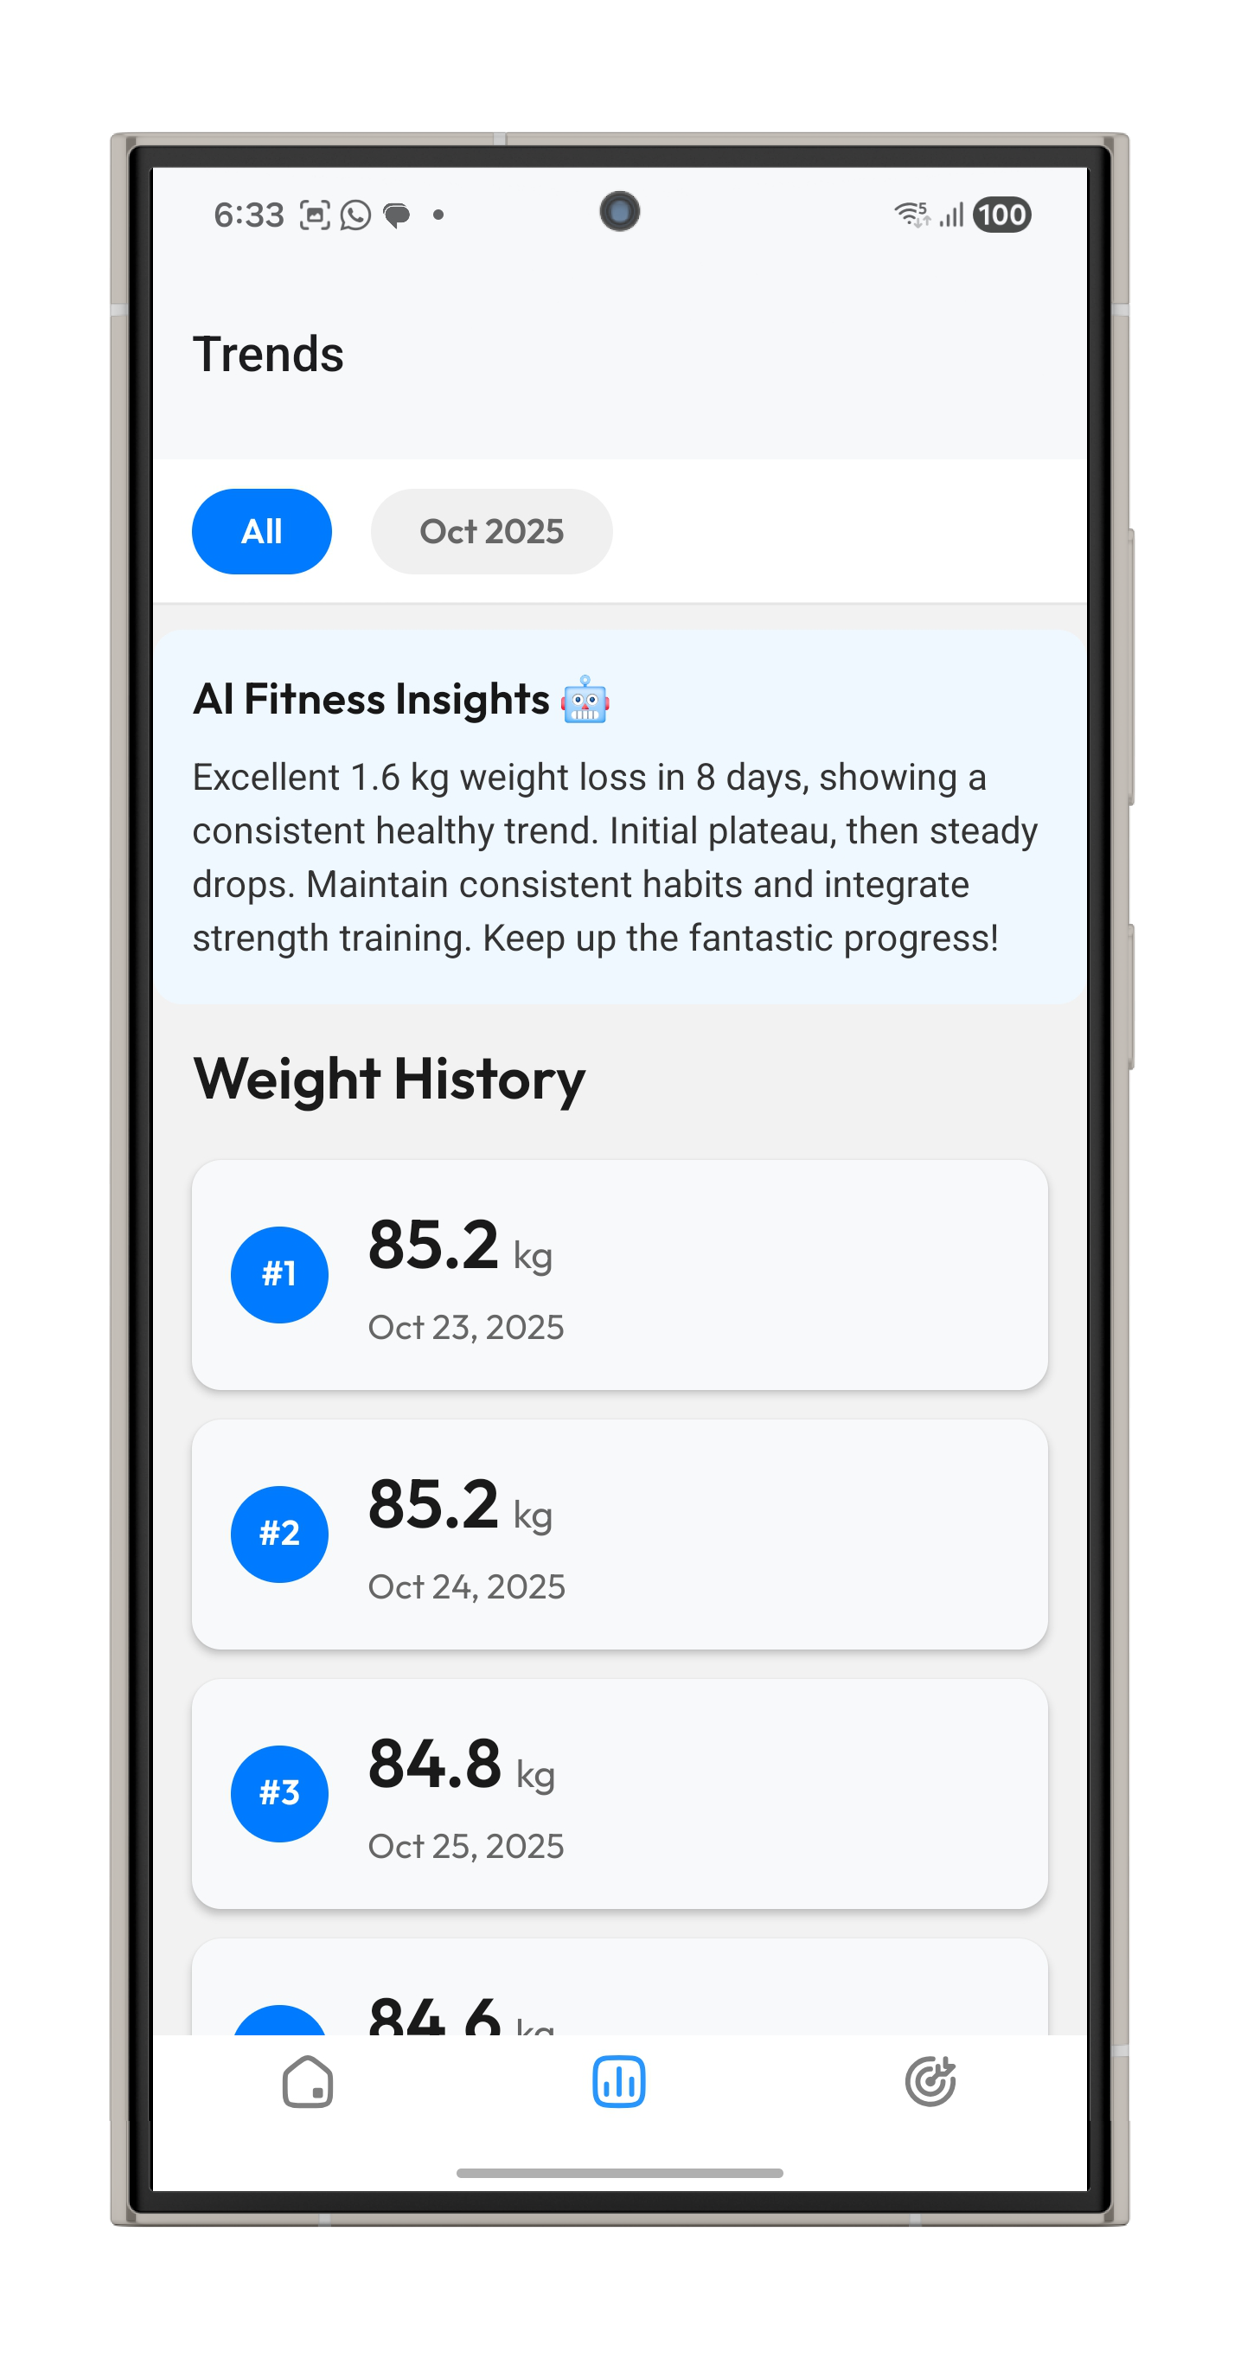 6:33
5
100
Trends
All
Oct 2025
AI Fitness Insights 🤖
Excellent 1.6 kg weight loss in 8 days, showing a
consistent healthy trend. Initial plateau, then steady
drops. Maintain consistent habits and integrate
strength training. Keep up the fantastic progress!
Weight History
#1
85.2 kg
Oct 23, 2025
#2
85.2 kg
Oct 24, 2025
#3
84.8 kg
Oct 25, 2025
84.6 kg